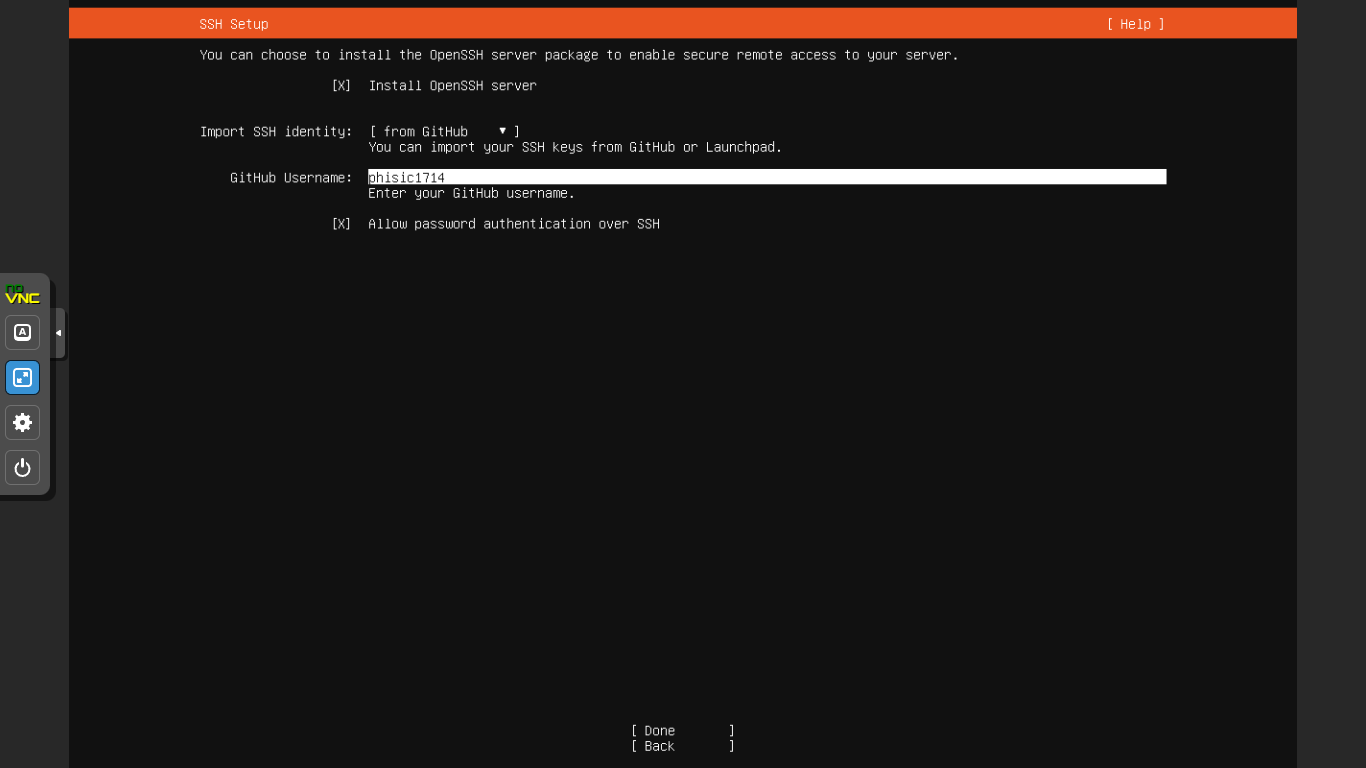 SSH Setup [ Help ]
You can choose to install the OpenSSH server package to enable secure remote access to your server.
[X] Install OpenSSH server
Import SSH identity: [ from GitHub ▾ ]
You can import your SSH keys from GitHub or Launchpad.
GitHub Username: phisic1714
Enter your GitHub username.
[X] Allow password authentication over SSH
no
VNC
A
[ Done ]
[ Back ]